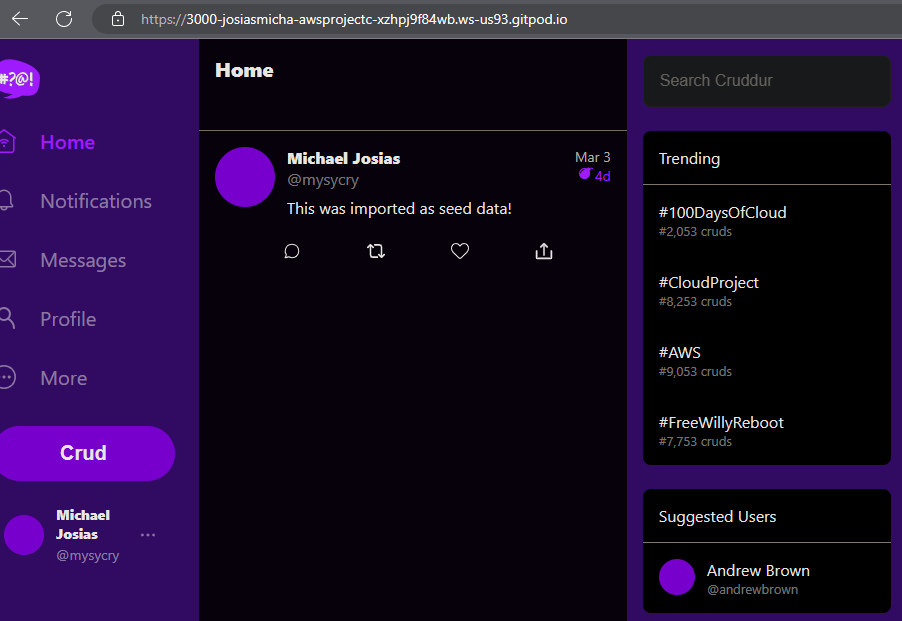 https://3000-josiasmicha-awsprojectc-xzhpj9f84wb.ws-us93.gitpod.io
#?@!
Home
Notifications
Messages
Profile
More
Crud
Michael
Josias
@mysycry
Home
Michael Josias
@mysycry
Mar 3
4d
This was imported as seed data!
Search Cruddur
Trending
#100DaysOfCloud
#2,053 cruds
#CloudProject
#8,253 cruds
#AWS
#9,053 cruds
#FreeWillyReboot
#7,753 cruds
Suggested Users
Andrew Brown
@andrewbrown